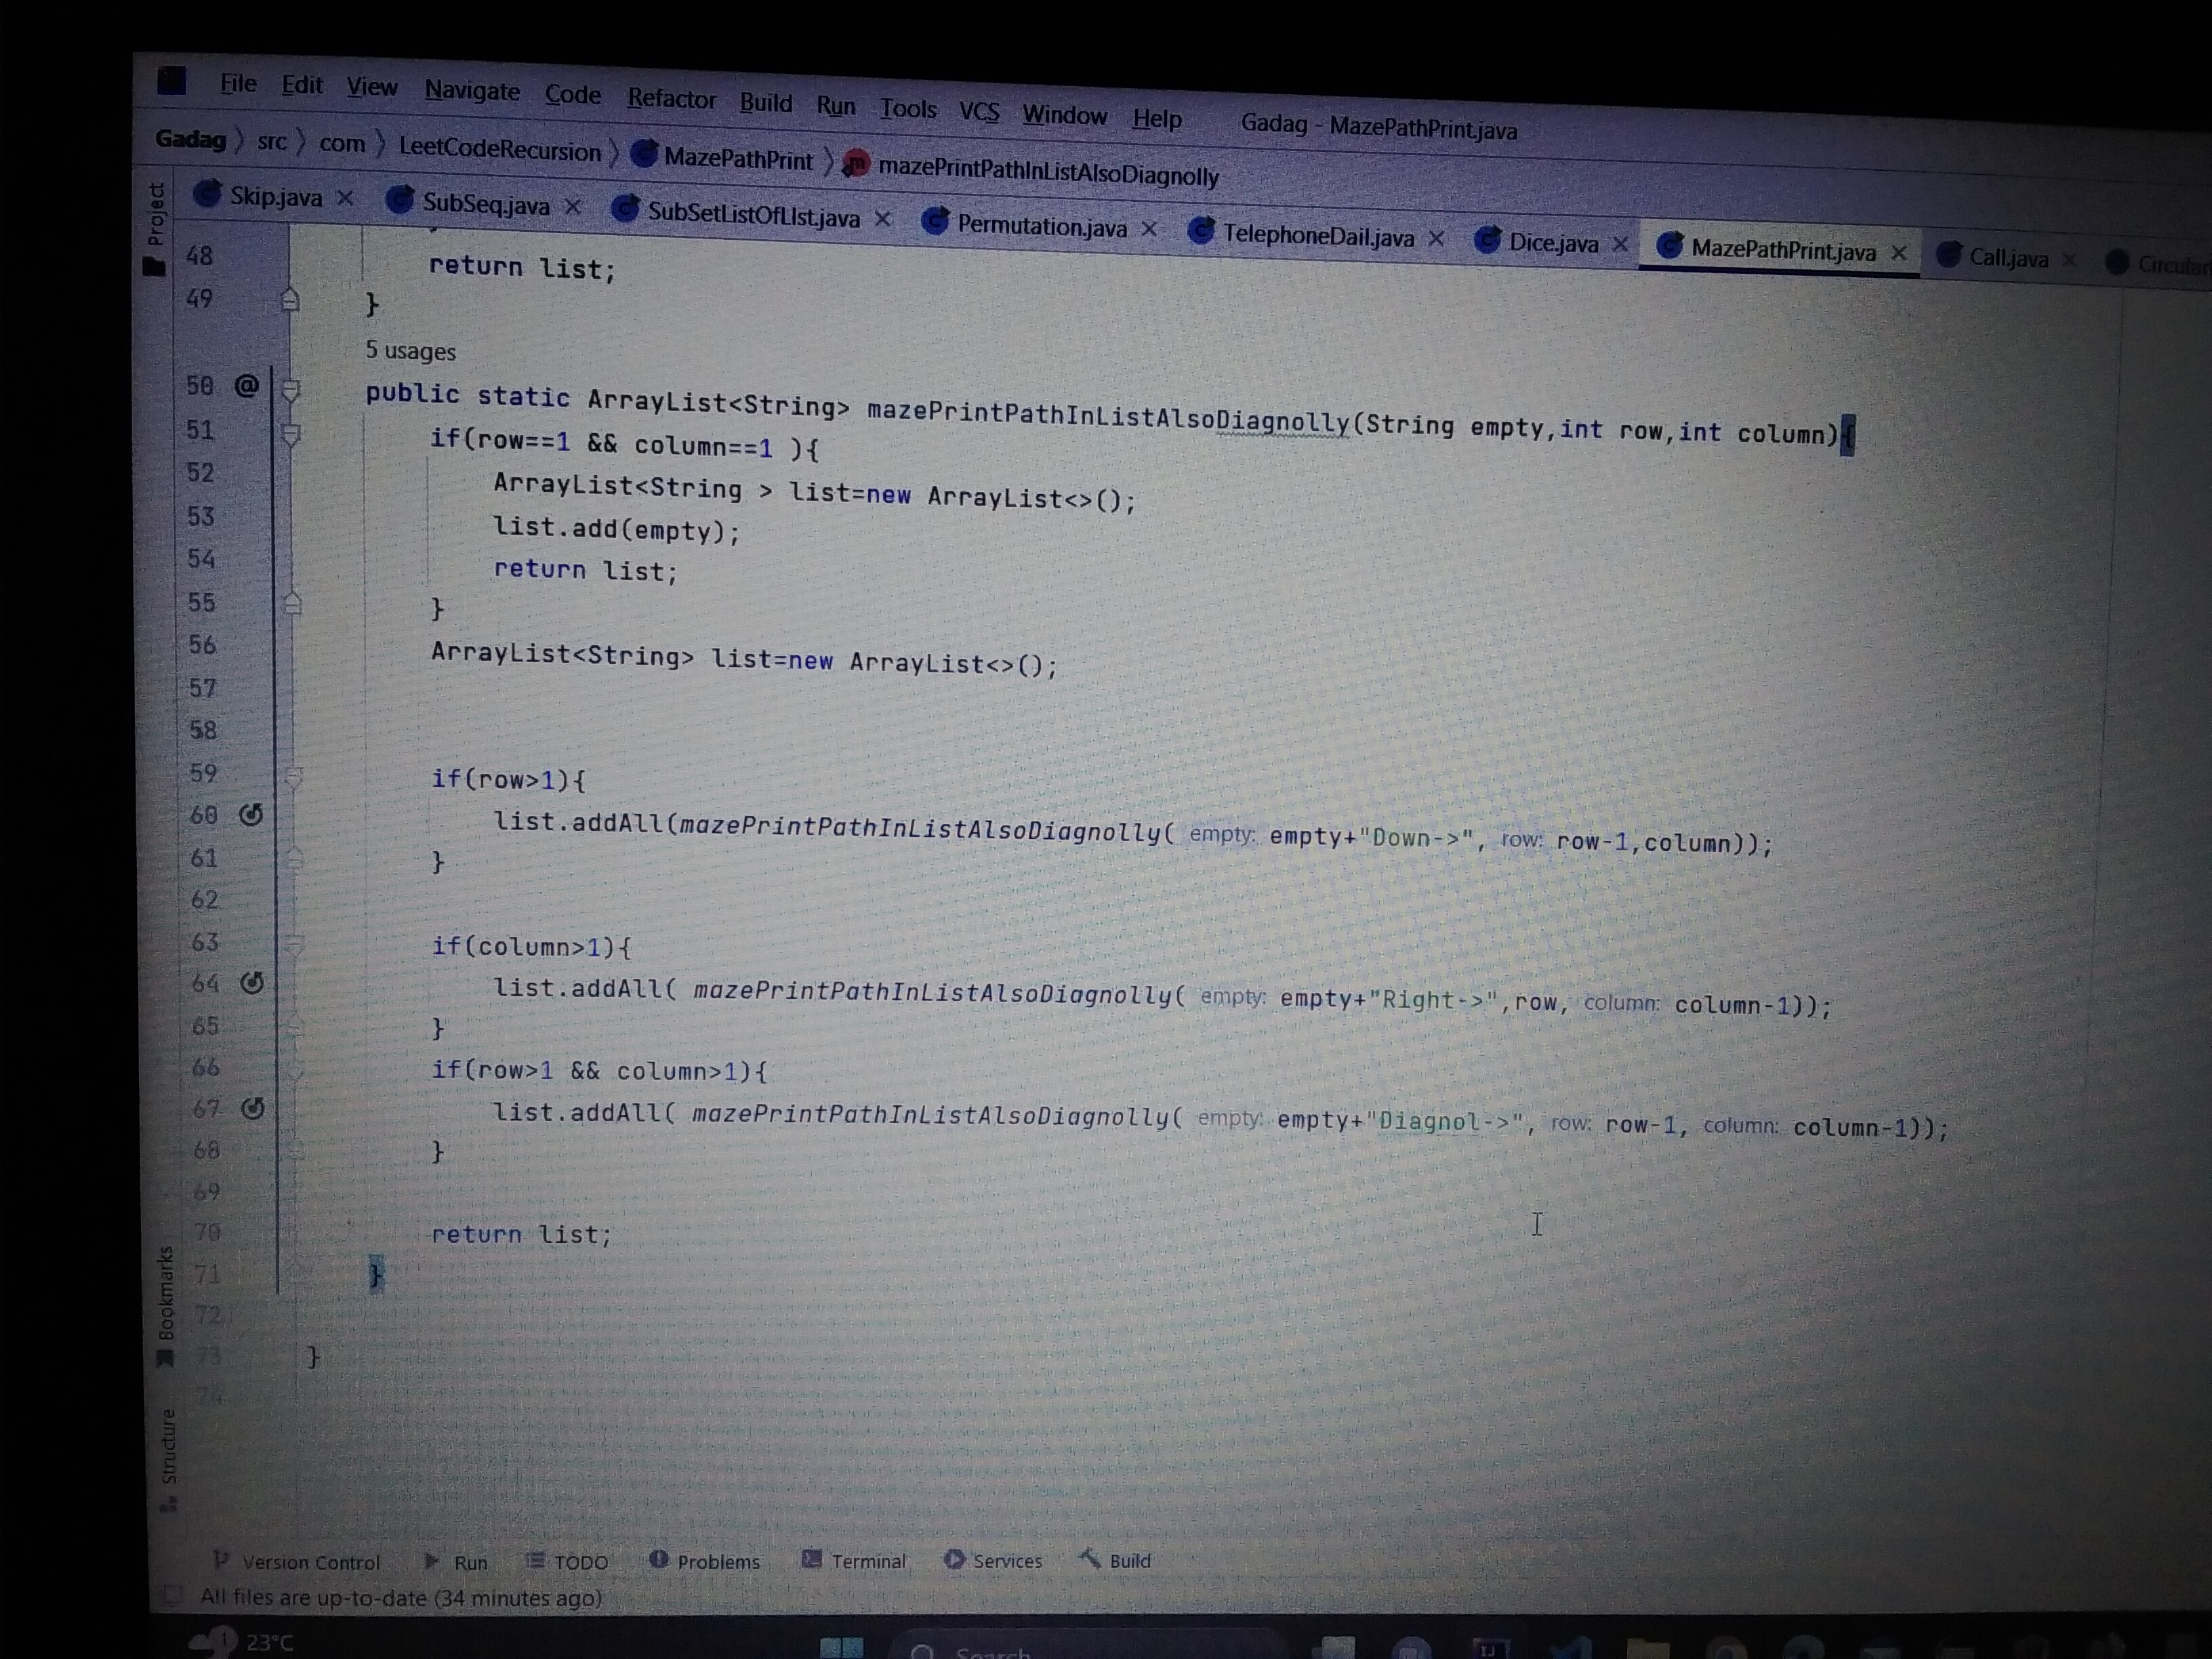 File Edit View Navigate Code Refactor Build Run Tools VCS Window Help Gadag - MazePathPrint.java
Gadag src com LeetCodeRecursion MazePathPrint mazePrintPathInListAlsoDiagnolly
Project
Skip.java SubSeq.java SubSetListOfLIst.java Permutation.java TelephoneDail.java Dice.java MazePathPrint.java Call.java
48 return list;
49 }
5 usages
50 public static ArrayList<String> mazePrintPathInListAlsoDiagnolly(String empty,int row,int column){
51 if(row==1 && column==1 ){
52 ArrayList<String > list=new ArrayList<>();
53 list.add(empty);
54 return list;
55 }
56 ArrayList<String> list=new ArrayList<>();
57
58
59 if(row>1){
60 list.addAll(mazePrintPathInListAlsoDiagnolly( empty: empty+"Down->", row: row-1,column));
61 }
62
63 if(column>1){
64 list.addAll( mazePrintPathInListAlsoDiagnolly( empty: empty+"Right->",row, column: column-1));
65 }
66 if(row>1 && column>1){
67 list.addAll( mazePrintPathInListAlsoDiagnolly( empty: empty+"Diagnol->", row: row-1, column: column-1));
68 }
69
70 return list;
71 }
72
73 }
74
Bookmarks
Structure
Version Control Run TODO Problems Terminal Services Build
All files are up-to-date (34 minutes ago)
1 23°C
Search